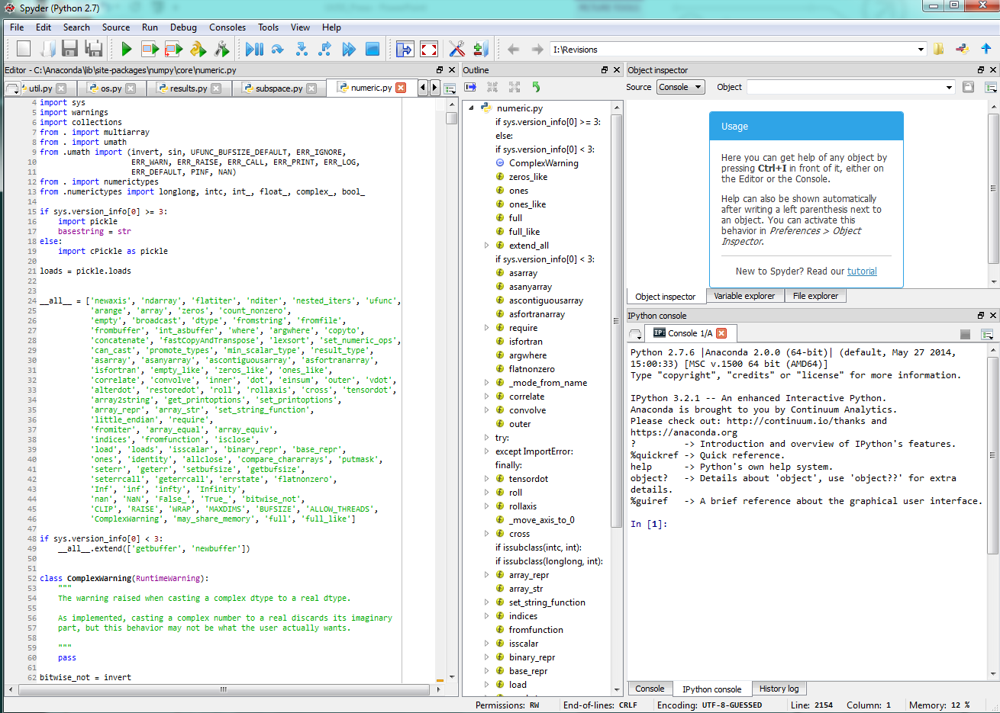 Spyder (Python 2.7)
File Edit Search Source Run Debug Consoles Tools View Help
I:\Revisions
Editor - C:\Anaconda\lib\site-packages\numpy\core\numeric.py
util.py os.py results.py subspace.py numeric.py
4 import sys
5 import warnings
6 import collections
7 from . import multiarray
8 from . import umath
9 from .umath import (invert, sin, UFUNC_BUFSIZE_DEFAULT, ERR_IGNORE,
10 ERR_WARN, ERR_RAISE, ERR_CALL, ERR_PRINT, ERR_LOG,
11 ERR_DEFAULT, PINF, NAN)
12 from . import numerictypes
13 from .numerictypes import longlong, intc, int_, float_, complex_, bool_
14
15 if sys.version_info[0] >= 3:
16 import pickle
17 basestring = str
18 else:
19 import cPickle as pickle
20
21 loads = pickle.loads
22
23
24 __all__ = ['newaxis', 'ndarray', 'flatiter', 'nditer', 'nested_iters', 'ufunc',
25 'arange', 'array', 'zeros', 'count_nonzero',
26 'empty', 'broadcast', 'dtype', 'fromstring', 'fromfile',
27 'frombuffer', 'int_asbuffer', 'where', 'argwhere', 'copyto',
28 'concatenate', 'fastCopyAndTranspose', 'lexsort', 'set_numeric_ops',
29 'can_cast', 'promote_types', 'min_scalar_type', 'result_type',
30 'asarray', 'asanyarray', 'ascontiguousarray', 'asfortranarray',
31 'isfortran', 'empty_like', 'zeros_like', 'ones_like',
32 'correlate', 'convolve', 'inner', 'dot', 'einsum', 'outer', 'vdot',
33 'alterdot', 'restoredot', 'roll', 'rollaxis', 'cross', 'tensordot',
34 'array2string', 'get_printoptions', 'set_printoptions',
35 'array_repr', 'array_str', 'set_string_function',
36 'little_endian', 'require',
37 'fromiter', 'array_equal', 'array_equiv',
38 'indices', 'fromfunction', 'isclose',
39 'load', 'loads', 'isscalar', 'binary_repr', 'base_repr',
40 'ones', 'identity', 'allclose', 'compare_chararrays', 'putmask',
41 'seterr', 'geterr', 'setbufsize', 'getbufsize',
42 'seterrcall', 'geterrcall', 'errstate', 'flatnonzero',
43 'Inf', 'inf', 'infty', 'Infinity',
44 'nan', 'NaN', 'False_', 'True_', 'bitwise_not',
45 'CLIP', 'RAISE', 'WRAP', 'MAXDIMS', 'BUFSIZE', 'ALLOW_THREADS',
46 'ComplexWarning', 'may_share_memory', 'full', 'full_like']
47
48 if sys.version_info[0] < 3:
49 __all__.extend(['getbuffer', 'newbuffer'])
50
51
52 class ComplexWarning(RuntimeWarning):
53 """
54 The warning raised when casting a complex dtype to a real dtype.
55
56 As implemented, casting a complex number to a real discards its imaginary
57 part, but this behavior may not be what the user actually wants.
58
59 """
60 pass
61
62 bitwise_not = invert
Outline
numeric.py
if sys.version_info[0] >= 3:
else:
if sys.version_info[0] < 3:
ComplexWarning
zeros_like
ones
ones_like
full
full_like
extend_all
if sys.version_info[0] < 3:
asarray
asanyarray
ascontiguousarray
asfortranarray
require
isfortran
argwhere
flatnonzero
_mode_from_name
correlate
convolve
outer
try:
except ImportError:
finally:
tensordot
roll
rollaxis
_move_axis_to_0
cross
if issubclass(intc, int):
if issubclass(longlong, int):
array_repr
array_str
set_string_function
indices
fromfunction
isscalar
binary_repr
base_repr
load
Object inspector
Source Console Object
Usage
Here you can get help of any object by
pressing Ctrl+I in front of it, either on
the Editor or the Console.
Help can also be shown automatically
after writing a left parenthesis next to
an object. You can activate this
behavior in Preferences > Object
Inspector.
New to Spyder? Read our tutorial
Object inspector Variable explorer File explorer
IPython console
IP: Console 1/A
Python 2.7.6 |Anaconda 2.0.0 (64-bit)| (default, May 27 2014,
15:00:33) [MSC v.1500 64 bit (AMD64)]
Type "copyright", "credits" or "license" for more information.
IPython 3.2.1 -- An enhanced Interactive Python.
Anaconda is brought to you by Continuum Analytics.
Please check out: http://continuum.io/thanks and
https://anaconda.org
? -> Introduction and overview of IPython's features.
%quickref -> Quick reference.
help -> Python's own help system.
object? -> Details about 'object', use 'object??' for extra
details.
%guiref -> A brief reference about the graphical user interface.
In [1]:
Console IPython console History log
Permissions: RW End-of-lines: CRLF Encoding: UTF-8-GUESSED Line: 2154 Column: 1 Memory: 12 %